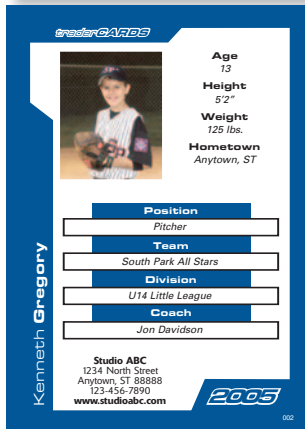 traderCARDS
Age
13
Height
5'2"
Weight
125 lbs.
Hometown
Anytown, ST
Position
Pitcher
Team
South Park All Stars
Division
U14 Little League
Coach
Jon Davidson
Kenneth Gregory
Studio ABC
1234 North Street
Anytown, ST 88888
123-456-7890
www.studioabc.com
2005
002